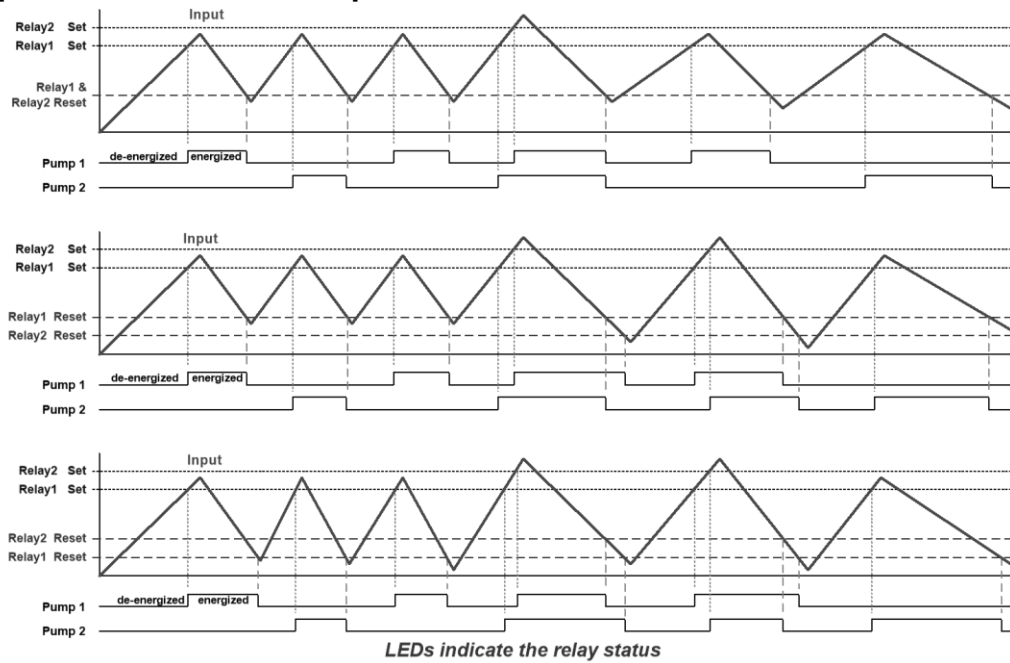 Input
Relay2 Set
Relay1 Set
Relay1 &
Relay2 Reset
de-energized energized
Pump 1
Pump 2
Input
Relay2 Set
Relay1 Set
Relay1 Reset
Relay2 Reset
de-energized energized
Pump 1
Pump 2
Input
Relay2 Set
Relay1 Set
Relay2 Reset
Relay1 Reset
de-energized energized
Pump 1
Pump 2
LEDs indicate the relay status